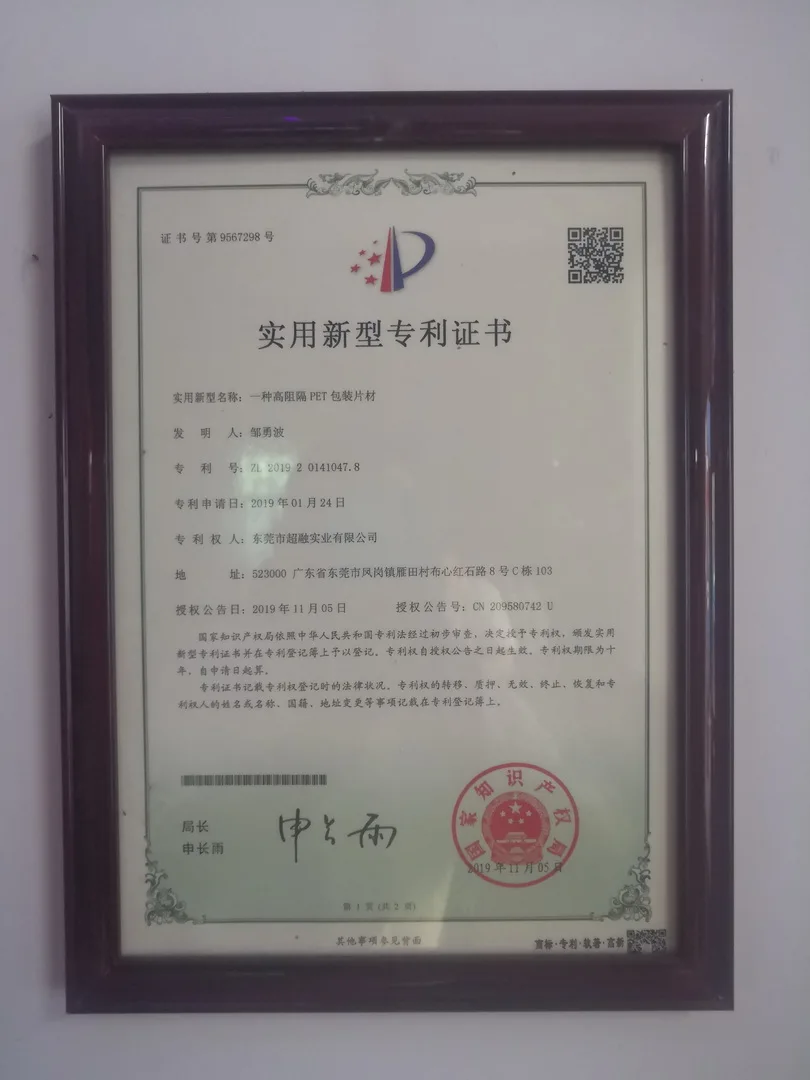 证书号第9567298号
实用新型专利证书
实用新型名称：一种高阻隔PET包装片材
发明人：邹勇波
专利号：ZL 2019 2 0141047.8
专利申请日：2019年01月24日
专利权人：东莞市超融实业有限公司
地址：523000 广东省东莞市凤岗镇雁田村布心红石路8号C栋103
授权公告日：2019年11月05日 授权公告号：CN 209580742 U
国家知识产权局依照中华人民共和国专利法经过初步审查，决定授予专利权，颁发实用
新型专利证书并在专利登记簿上予以登记。专利权自授权公告之日起生效。专利权期限为十
年，自申请日起算。
专利证书记载专利权登记时的法律状况。专利权的转移、质押、无效、终止、恢复和专
利权人的姓名或名称、国籍、地址变更等事项记载在专利登记簿上。
局长
申长雨
申长雨
国家知识产权局
2019年11月05日
第1页(共2页)
其他事项参见背面
商标·专利·软著·高新